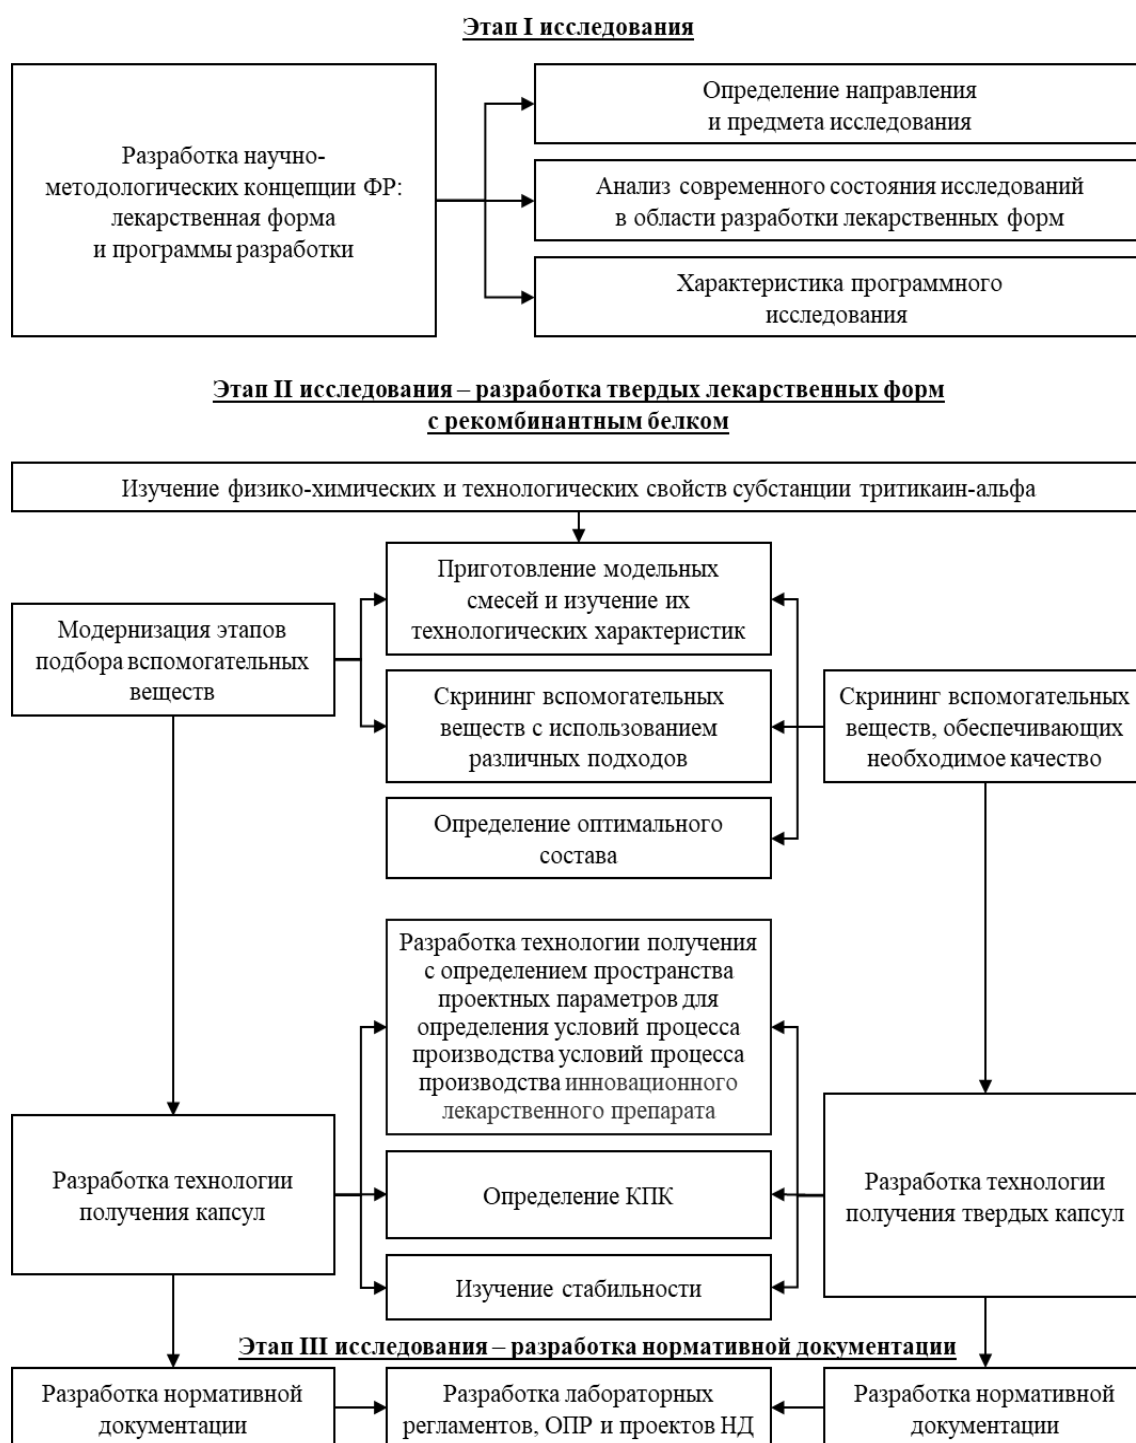 Этап I исследования
Разработка научно-
методологических концепции ФР:
лекарственная форма
и программы разработки
Определение направления
и предмета исследования
Анализ современного состояния исследований
в области разработки лекарственных форм
Характеристика программного
исследования
Этап II исследования – разработка твердых лекарственных форм
с рекомбинантным белком
Изучение физико-химических и технологических свойств субстанции тритикаин-альфа
Модернизация этапов
подбора вспомогательных
веществ
Приготовление модельных
смесей и изучение их
технологических характеристик
Скрининг вспомогательных
веществ с использованием
различных подходов
Определение оптимального
состава
Скрининг вспомогательных
веществ, обеспечивающих
необходимое качество
Разработка технологии получения
с определением пространства
проектных параметров для
определения условий процесса
производства условий процесса
производства инновационного
лекарственного препарата
Разработка технологии
получения капсул
Определение КПК
Изучение стабильности
Разработка технологии
получения твердых капсул
Этап III исследования – разработка нормативной документации
Разработка нормативной
документации
Разработка лабораторных
регламентов, ОПР и проектов НД
Разработка нормативной
документации